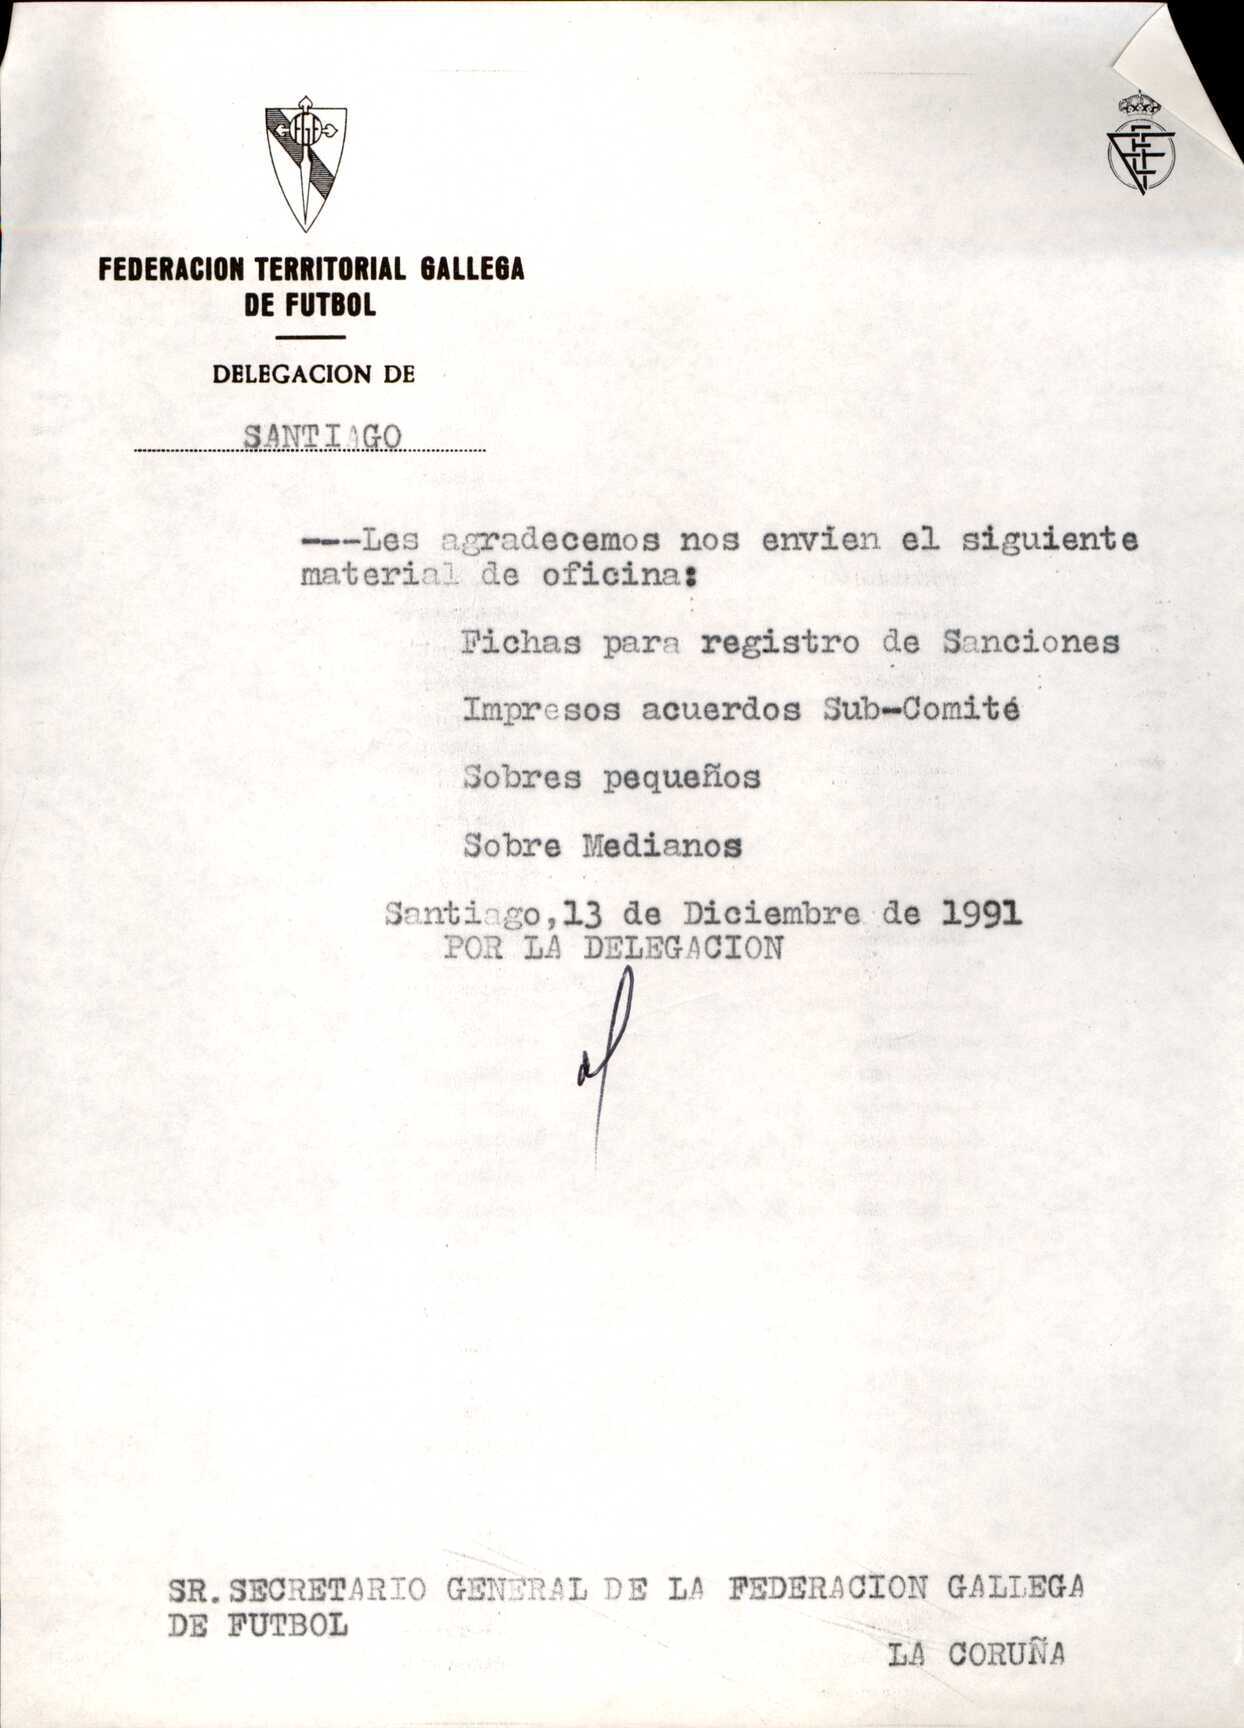 FEDERACION TERRITORIAL GALLEGA
DE FUTBOL
DELEGACION DE
SANTIAGO
---Les agradecemos nos envien el siguiente
material de oficina:
Fichas para registro de Sanciones
Impresos acuerdos Sub-Comité
Sobres pequeños
Sobre Medianos
Santiago,13 de Diciembre de 1991
POR LA DELEGACION
SR.SECRETARIO GENERAL DE LA FEDERACION GALLEGA
DE FUTBOL
LA CORUÑA